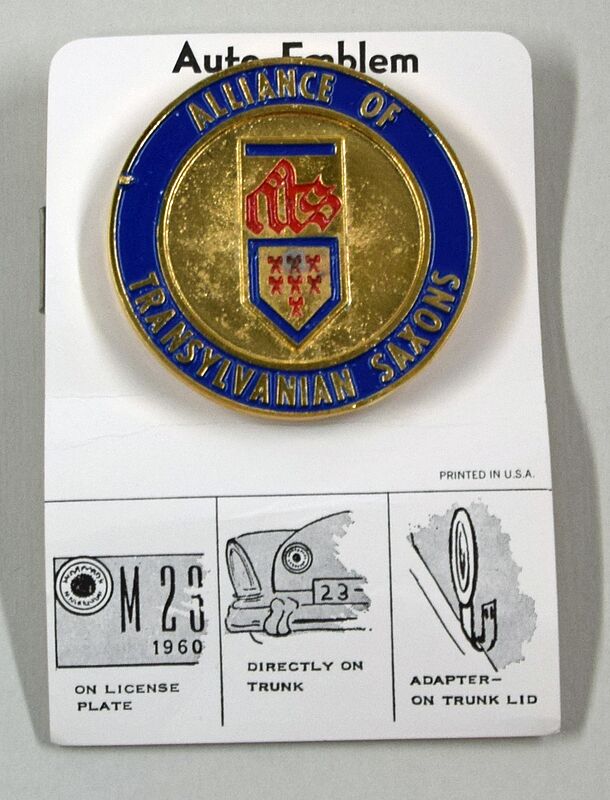 Auto Emblem
ALLIANCE OF
ats
TRANSYLVANIAN SAXONS
PRINTED IN U.S.A.
M 23
1960
23-
ON LICENSE
PLATE
DIRECTLY ON
TRUNK
ADAPTER-
ON TRUNK LID